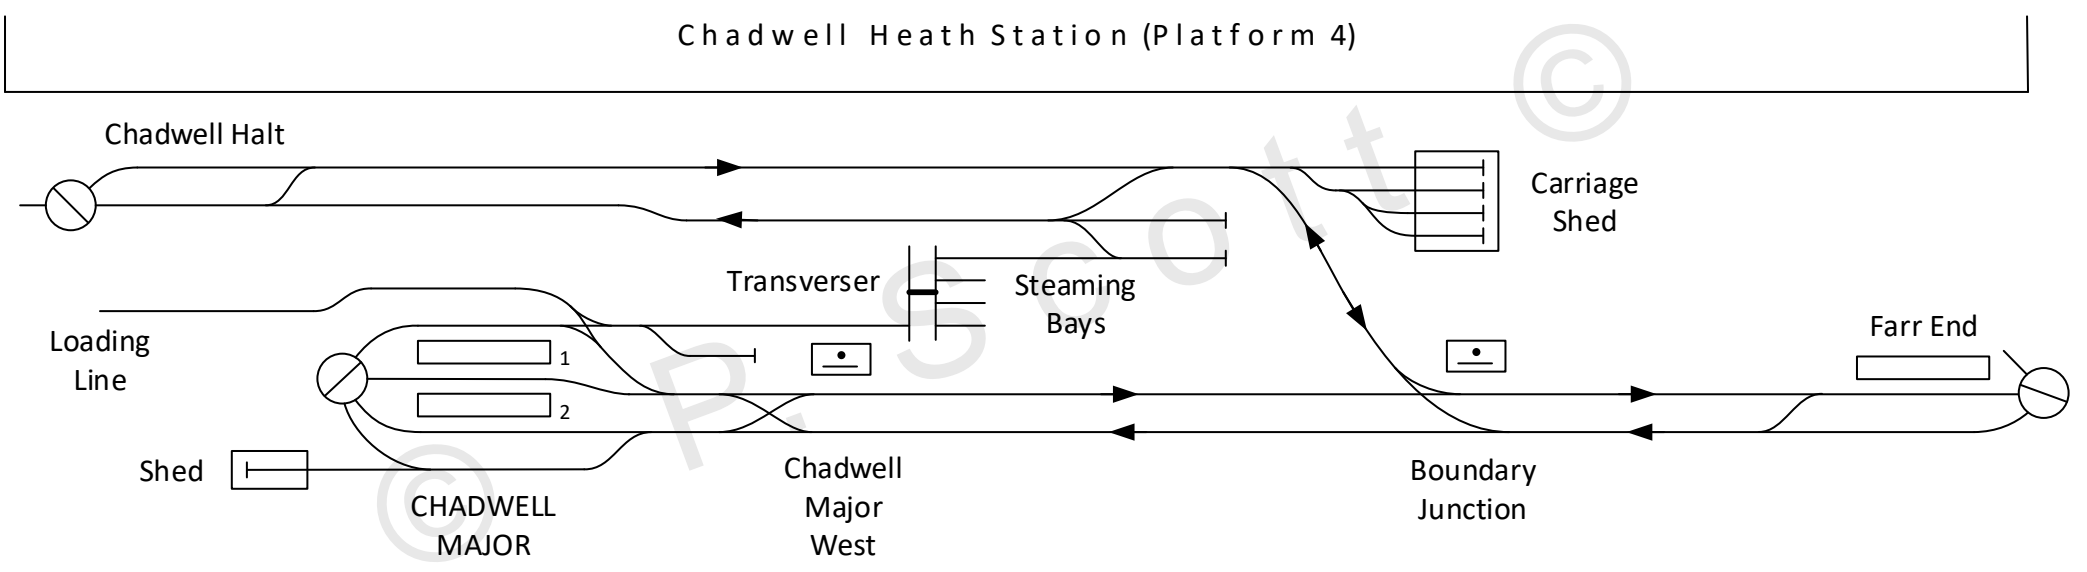 Chadwell Heath Station (Platform 4)
Chadwell Halt
Carriage
Shed
Transverser
Steaming
Bays
Loading
Line
Farr End
1
2
Shed
CHADWELL
MAJOR
Chadwell
Major
West
Boundary
Junction
© P. Scott ©